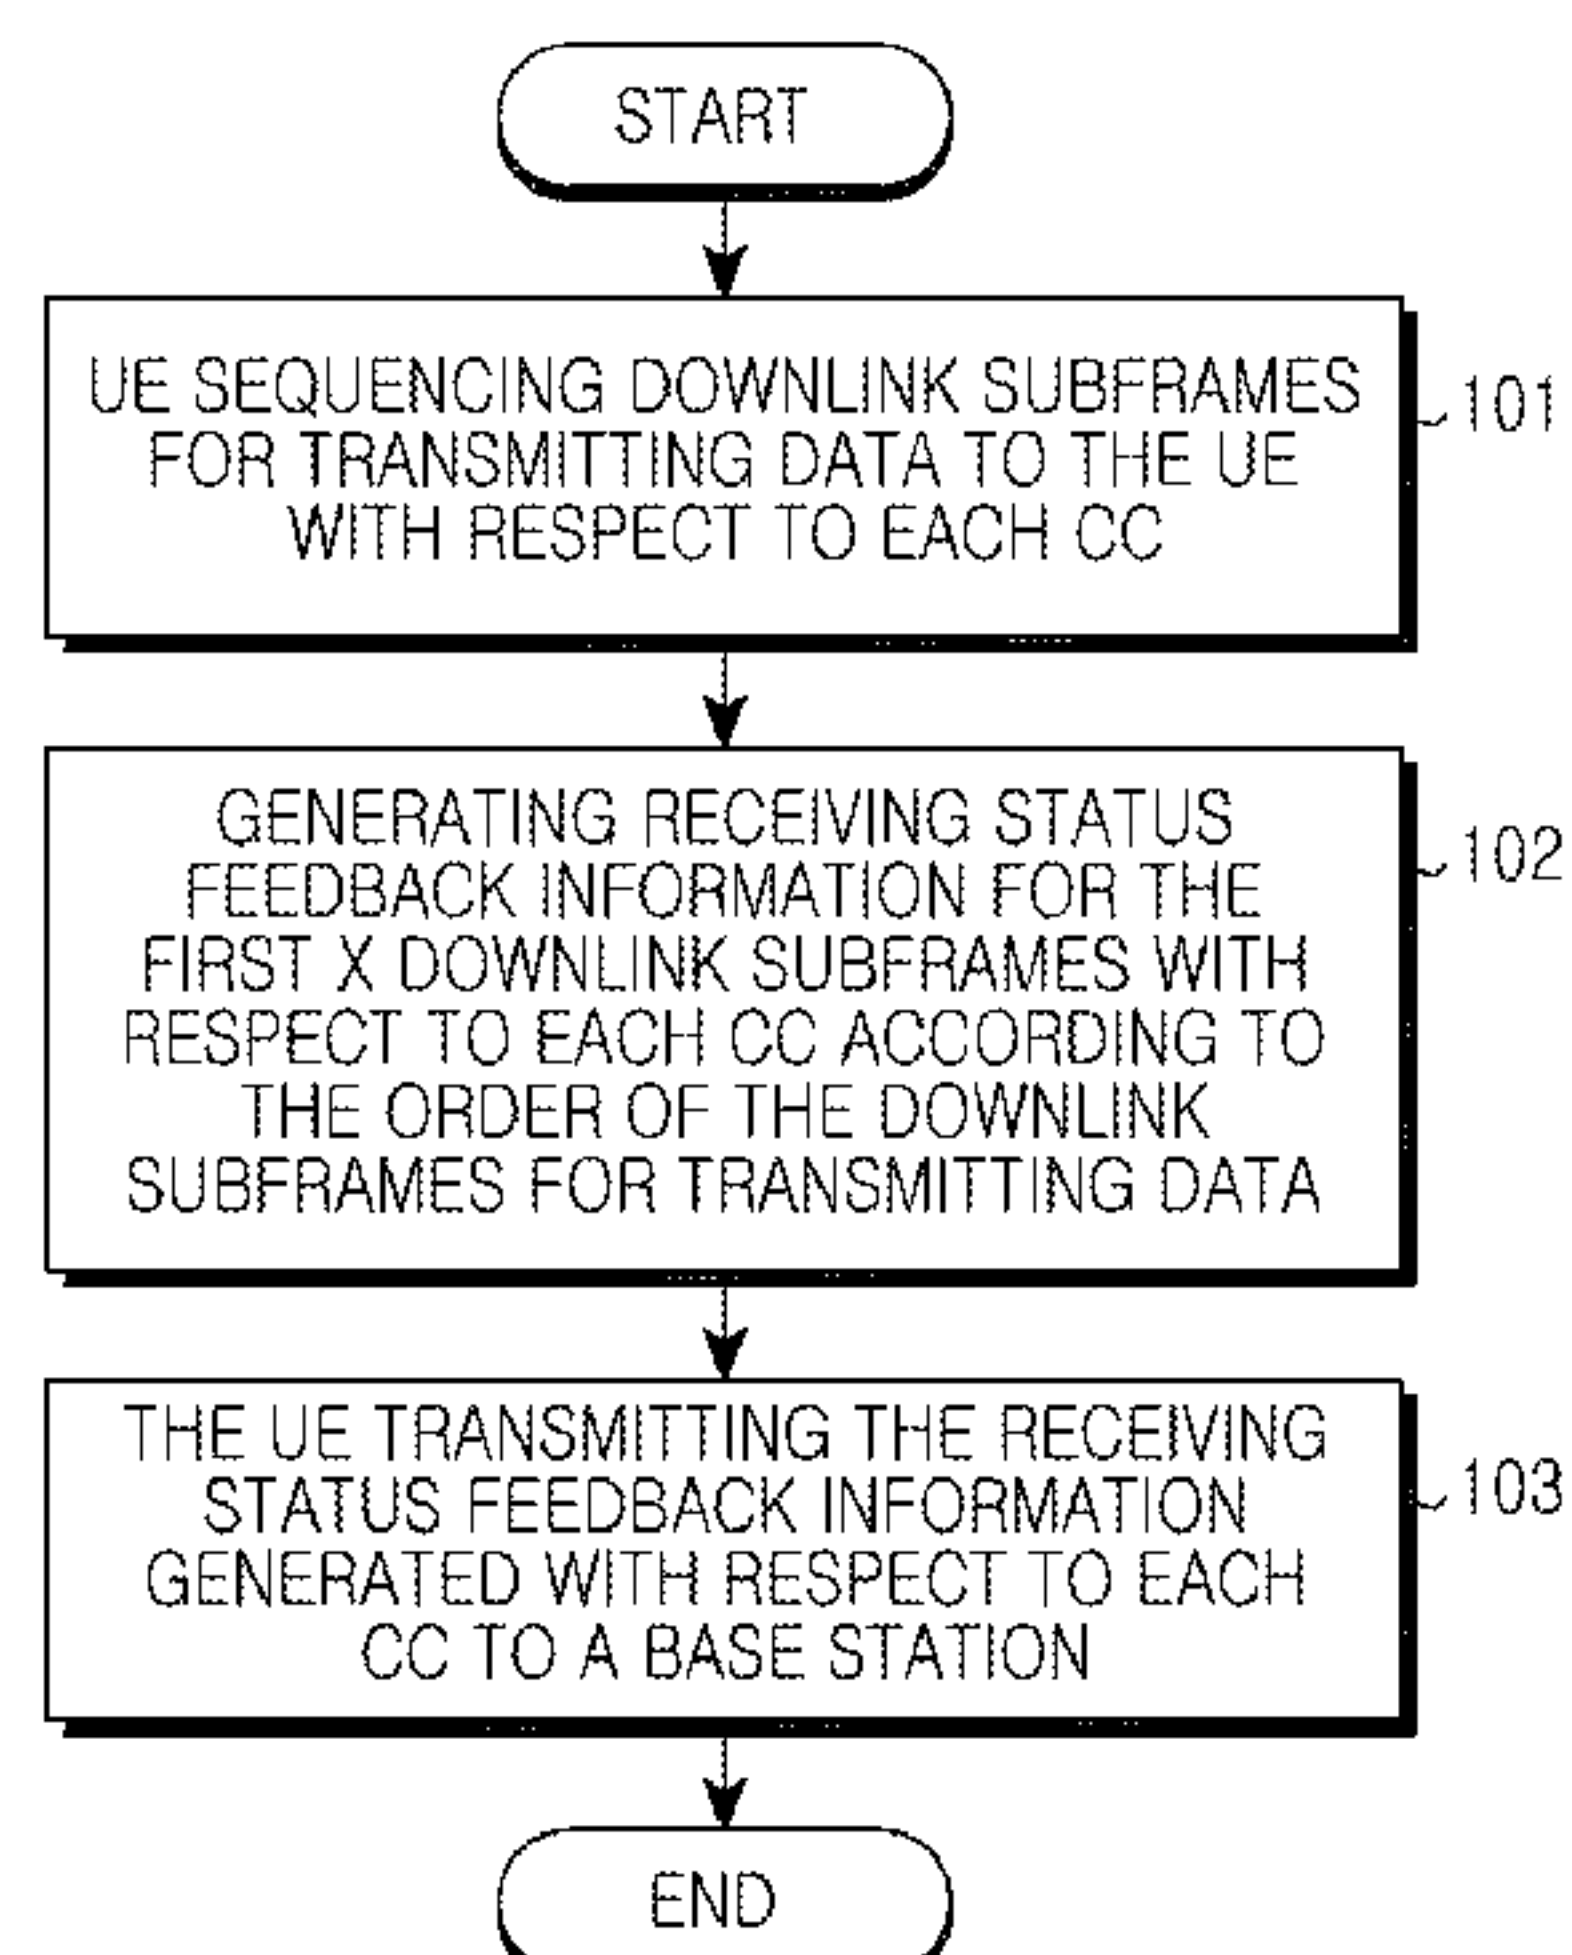 START
UE SEQUENCING DOWNLINK SUBFRAMES
FOR TRANSMITTING DATA TO THE UE
WITH RESPECT TO EACH CC
101
GENERATING RECEIVING STATUS
FEEDBACK INFORMATION FOR THE
FIRST X DOWNLINK SUBFRAMES WITH
RESPECT TO EACH CC ACCORDING TO
THE ORDER OF THE DOWNLINK
SUBFRAMES FOR TRANSMITTING DATA
102
THE UE TRANSMITTING THE RECEIVING
STATUS FEEDBACK INFORMATION
GENERATED WITH RESPECT TO EACH
CC TO A BASE STATION
103
END